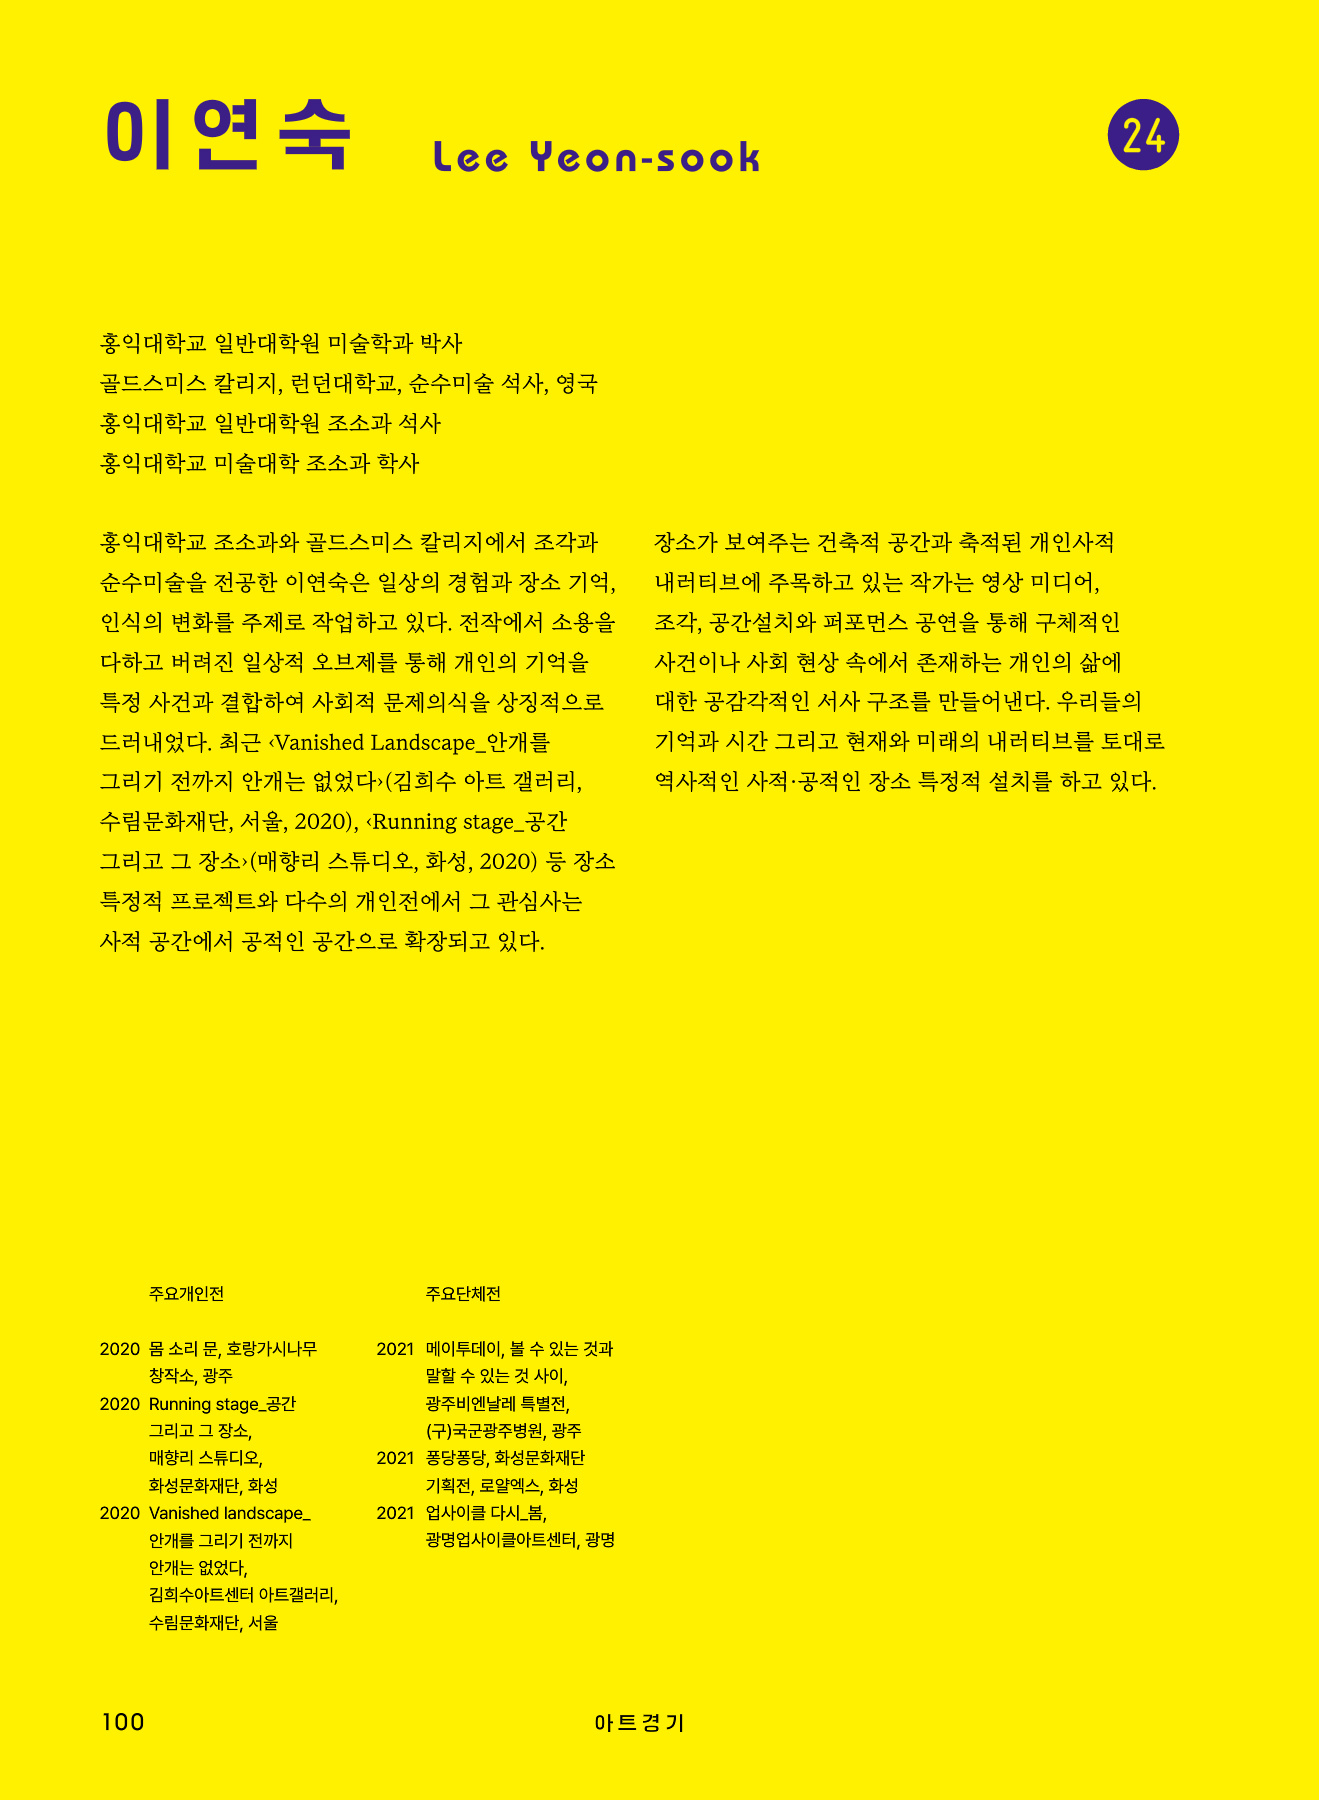 이연숙
Lee Yeon-sook
24
홍익대학교 일반대학원 미술학과 박사
골드스미스 칼리지, 런던대학교, 순수미술 석사, 영국
홍익대학교 일반대학원 조소과 석사
홍익대학교 미술대학 조소과 학사
홍익대학교 조소과와 골드스미스 칼리지에서 조각과
순수미술을 전공한 이연숙은 일상의 경험과 장소 기억,
인식의 변화를 주제로 작업하고 있다. 전작에서 소용을
다하고 버려진 일상적 오브제를 통해 개인의 기억을
특정 사건과 결합하여 사회적 문제의식을 상징적으로
드러내었다. 최근 ‹Vanished Landscape_안개를
그리기 전까지 안개는 없었다›(김희수 아트 갤러리,
수림문화재단, 서울, 2020), ‹Running stage_공간
그리고 그 장소›(매향리 스튜디오, 화성, 2020) 등 장소
특정적 프로젝트와 다수의 개인전에서 그 관심사는
사적 공간에서 공적인 공간으로 확장되고 있다.
장소가 보여주는 건축적 공간과 축적된 개인사적
내러티브에 주목하고 있는 작가는 영상 미디어,
조각, 공간설치와 퍼포먼스 공연을 통해 구체적인
사건이나 사회 현상 속에서 존재하는 개인의 삶에
대한 공감각적인 서사 구조를 만들어낸다. 우리들의
기억과 시간 그리고 현재와 미래의 내러티브를 토대로
역사적인 사적·공적인 장소 특정적 설치를 하고 있다.
주요개인전
2020 몸 소리 문, 호랑가시나무
창작소, 광주
2020 Running stage_공간
그리고 그 장소,
매향리 스튜디오,
화성문화재단, 화성
2020 Vanished landscape_
안개를 그리기 전까지
안개는 없었다,
김희수아트센터 아트갤러리,
수림문화재단, 서울
주요단체전
2021 메이투데이, 볼 수 있는 것과
말할 수 있는 것 사이,
광주비엔날레 특별전,
(구)국군광주병원, 광주
2021 퐁당퐁당, 화성문화재단
기획전, 로얄엑스, 화성
2021 업사이클 다시_봄,
광명업사이클아트센터, 광명
100
아트경기